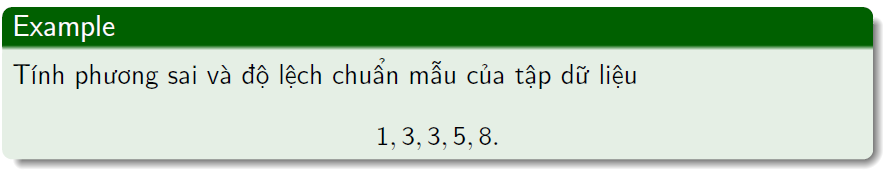 Example
Tính phương sai và độ lệch chuẩn mẫu của tập dữ liệu
1, 3, 3, 5, 8.